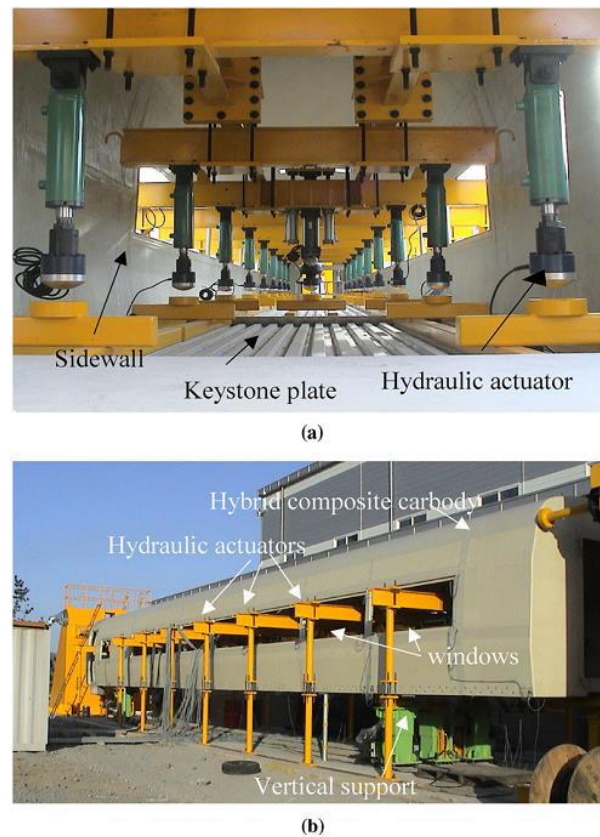 Sidewall
Keystone plate
Hydraulic actuator
(a)
Hybrid composite carbody
Hydraulic actuators
windows
Vertical support
(b)